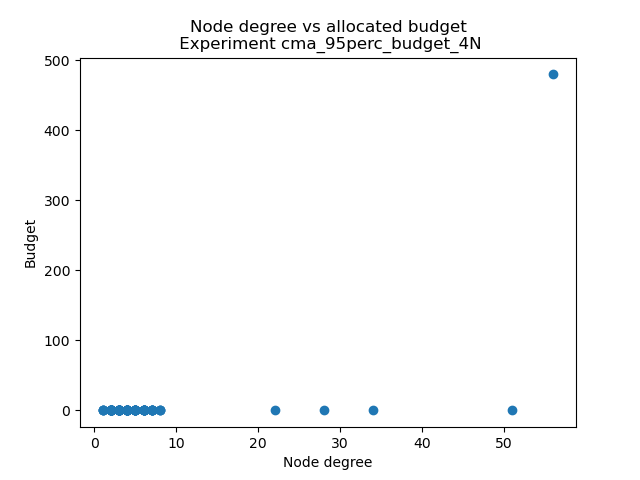 Node degree vs allocated budget
Experiment cma_95perc_budget_4N
500
400
300
200
100
0
Budget
0 10 20 30 40 50
Node degree